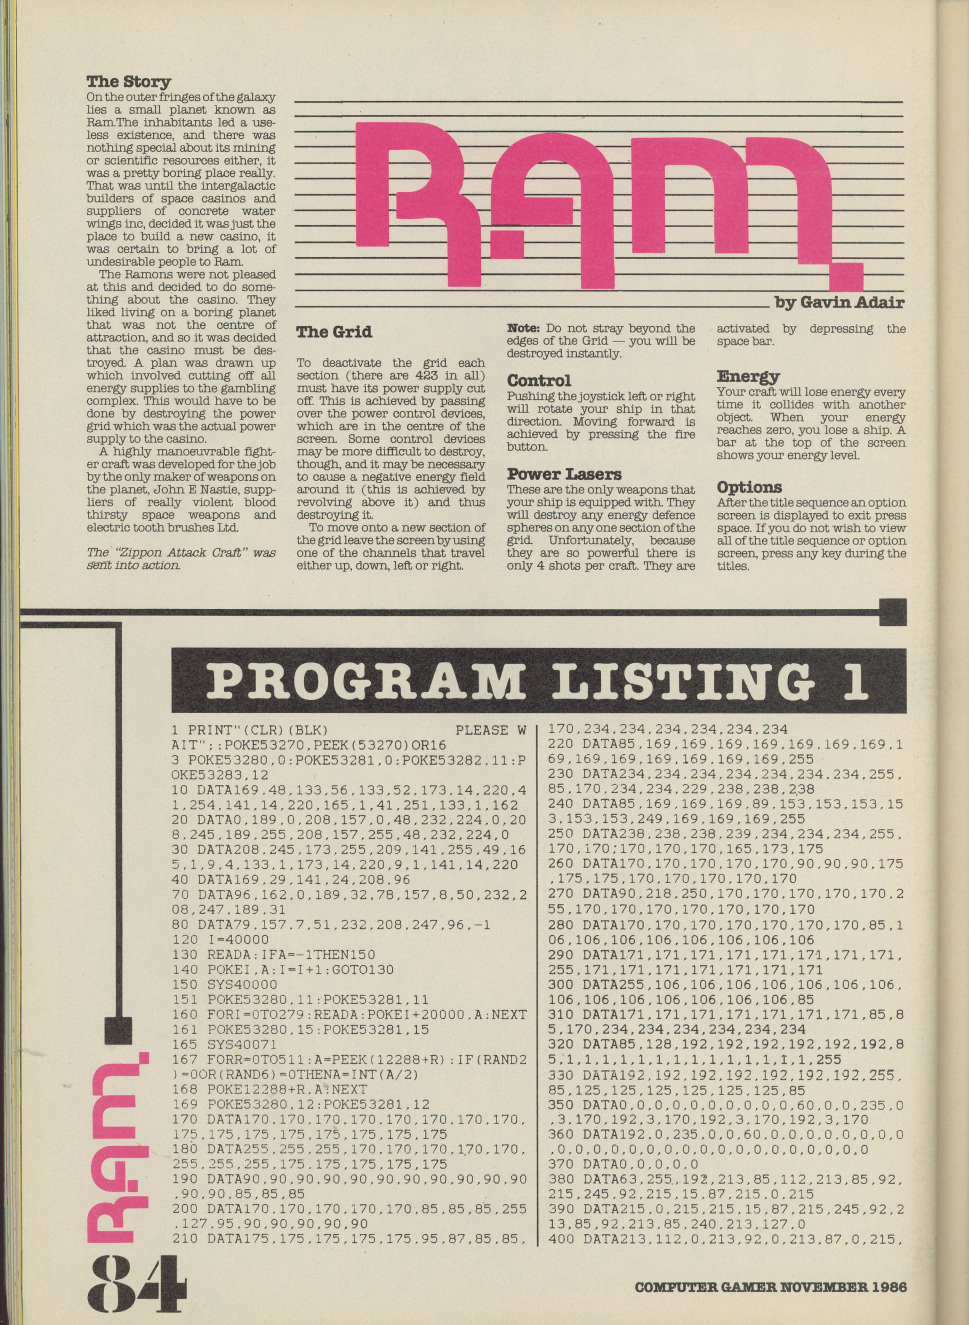 The Story
On the outer fringes of the galaxy
lies a small planet known as
Ram.The inhabitants led a use-
less existence, and there was
nothing special about its mining
or scientific resources either, it
was a pretty boring place really.
That was until the intergalactic
builders of space casinos and
suppliers of concrete water
wings inc, decided it was just the
place to build a new casino, it
was certain to bring a lot of
undesirable people to Ram.
The Ramons were not pleased
at this and decided to do some-
thing about the casino. They
liked living on a boring planet
that was not the centre of
attraction, and so it was decided
that the casino must be des-
troyed. A plan was drawn up
which involved cutting off all
energy supplies to the gambling
complex. This would have to be
done by destroying the power
grid which was the actual power
supply to the casino.
A highly manoeuvrable fight-
er craft was developed for the job
by the only maker of weapons on
the planet, John E Nastie, supp-
liers of really violent blood
thirsty space weapons and
electric tooth brushes Ltd.
The "Zippon Attack Craft" was
sent into action.
RAM
by Gavin Adair
The Grid
To deactivate the grid each
section (there are 423 in all)
must have its power supply cut
off. This is achieved by passing
over the power control devices,
which are in the centre of the
screen. Some control devices
may be more difficult to destroy,
though, and it may be necessary
to cause a negative energy field
around it (this is achieved by
revolving above it) and thus
destroying it.
To move onto a new section of
the grid leave the screen by using
one of the channels that travel
either up, down, left or right.
Note: Do not stray beyond the
edges of the Grid — you will be
destroyed instantly.
Control
Pushing the joystick left or right
will rotate your ship in that
direction. Moving forward is
achieved by pressing the fire
button.
Power Lasers
These are the only weapons that
your ship is equipped with. They
will destroy any energy defence
spheres on any one section of the
grid. Unfortunately, because
they are so powerful there is
only 4 shots per craft. They are
activated by depressing the
space bar.
Energy
Your craft will lose energy every
time it collides with another
object. When your energy
reaches zero, you lose a ship. A
bar at the top of the screen
shows your energy level.
Options
After the title sequence an option
screen is displayed to exit press
space. If you do not wish to view
all of the title sequence or option
screen, press any key during the
titles.
PROGRAM LISTING 1
1 PRINT"(CLR)(BLK)           PLEASE W
AIT";:POKE53270,PEEK(53270)OR16
3 POKE53280,0:POKE53281,0:POKE53282,11:P
OKE53283,12
10 DATA169,48,133,56,133,52,173,14,220,4
1,254,141,14,220,165,1,41,251,133,1,162
20 DATA0,189,0,208,157,0,48,232,224,0,20
8,245,189,255,208,157,255,48,232,224,0
30 DATA208,245,173,255,209,141,255,49,16
5,1,9,4,133,1,173,14,220,9,1,141,14,220
40 DATA169,29,141,24,208,96
70 DATA96,162,0,189,32,78,157,8,50,232,2
08,247,189,31
80 DATA79,157,7,51,232,208,247,96,-1
120 I=40000
130 READA:IFA=-1THEN150
140 POKEI,A:I=I+1:GOTO130
150 SYS40000
151 POKE53280,11:POKE53281,11
160 FORI=0TO279:READA:POKEI+20000,A:NEXT
161 POKE53280,15:POKE53281,15
165 SYS40071
167 FORR=0TO511:A=PEEK(12288+R):IF(RAND2
)=0OR(RAND6)=0THENA=INT(A/2)
168 POKE12288+R,A:NEXT
169 POKE53280,12:POKE53281,12
170 DATA170,170,170,170,170,170,170,170,
175,175,175,175,175,175,175,175
180 DATA255,255,255,170,170,170,170,170,
255,255,255,175,175,175,175,175
190 DATA90,90,90,90,90,90,90,90,90,90,90
,90,90,85,85,85
200 DATA170,170,170,170,170,85,85,85,255
,127,95,90,90,90,90,90
210 DATA175,175,175,175,175,95,87,85,85,
170,234,234,234,234,234,234
220 DATA85,169,169,169,169,169,169,169,1
69,169,169,169,169,169,169,255
230 DATA234,234,234,234,234,234,234,255,
85,170,234,234,229,238,238,238
240 DATA85,169,169,169,89,153,153,153,15
3,153,153,249,169,169,169,255
250 DATA238,238,238,239,234,234,234,255,
170,170;170,170,170,165,173,175
260 DATA170,170,170,170,170,90,90,90,175
,175,175,170,170,170,170,170
270 DATA90,218,250,170,170,170,170,170,2
55,170,170,170,170,170,170,170
280 DATA170,170,170,170,170,170,170,85,1
06,106,106,106,106,106,106,106
290 DATA171,171,171,171,171,171,171,171,
255,171,171,171,171,171,171,171
300 DATA255,106,106,106,106,106,106,106,
106,106,106,106,106,106,106,85
310 DATA171,171,171,171,171,171,171,85,8
5,170,234,234,234,234,234,234
320 DATA85,128,192,192,192,192,192,192,8
5,1,1,1,1,1,1,1,1,1,1,1,1,1,1,255
330 DATA192,192,192,192,192,192,192,255,
85,125,125,125,125,125,125,85
350 DATA0,0,0,0,0,0,0,0,0,60,0,0,235,0
,3,170,192,3,170,192,3,170,192,3,170
360 DATA192,0,235,0,0,60,0,0,0,0,0,0,0,0
,0,0,0,0,0,0,0,0,0,0,0,0,0,0,0,0,0,0
370 DATA0,0,0,0,0
380 DATA63,255,192,213,85,112,213,85,92,
215,245,92,215,15,87,215,0,215
390 DATA215,0,215,215,15,87,215,245,92,2
13,85,92,213,85,240,213,127,0
400 DATA213,112,0,213,92,0,213,87,0,215,
RAM
84
COMPUTER GAMER NOVEMBER 1986